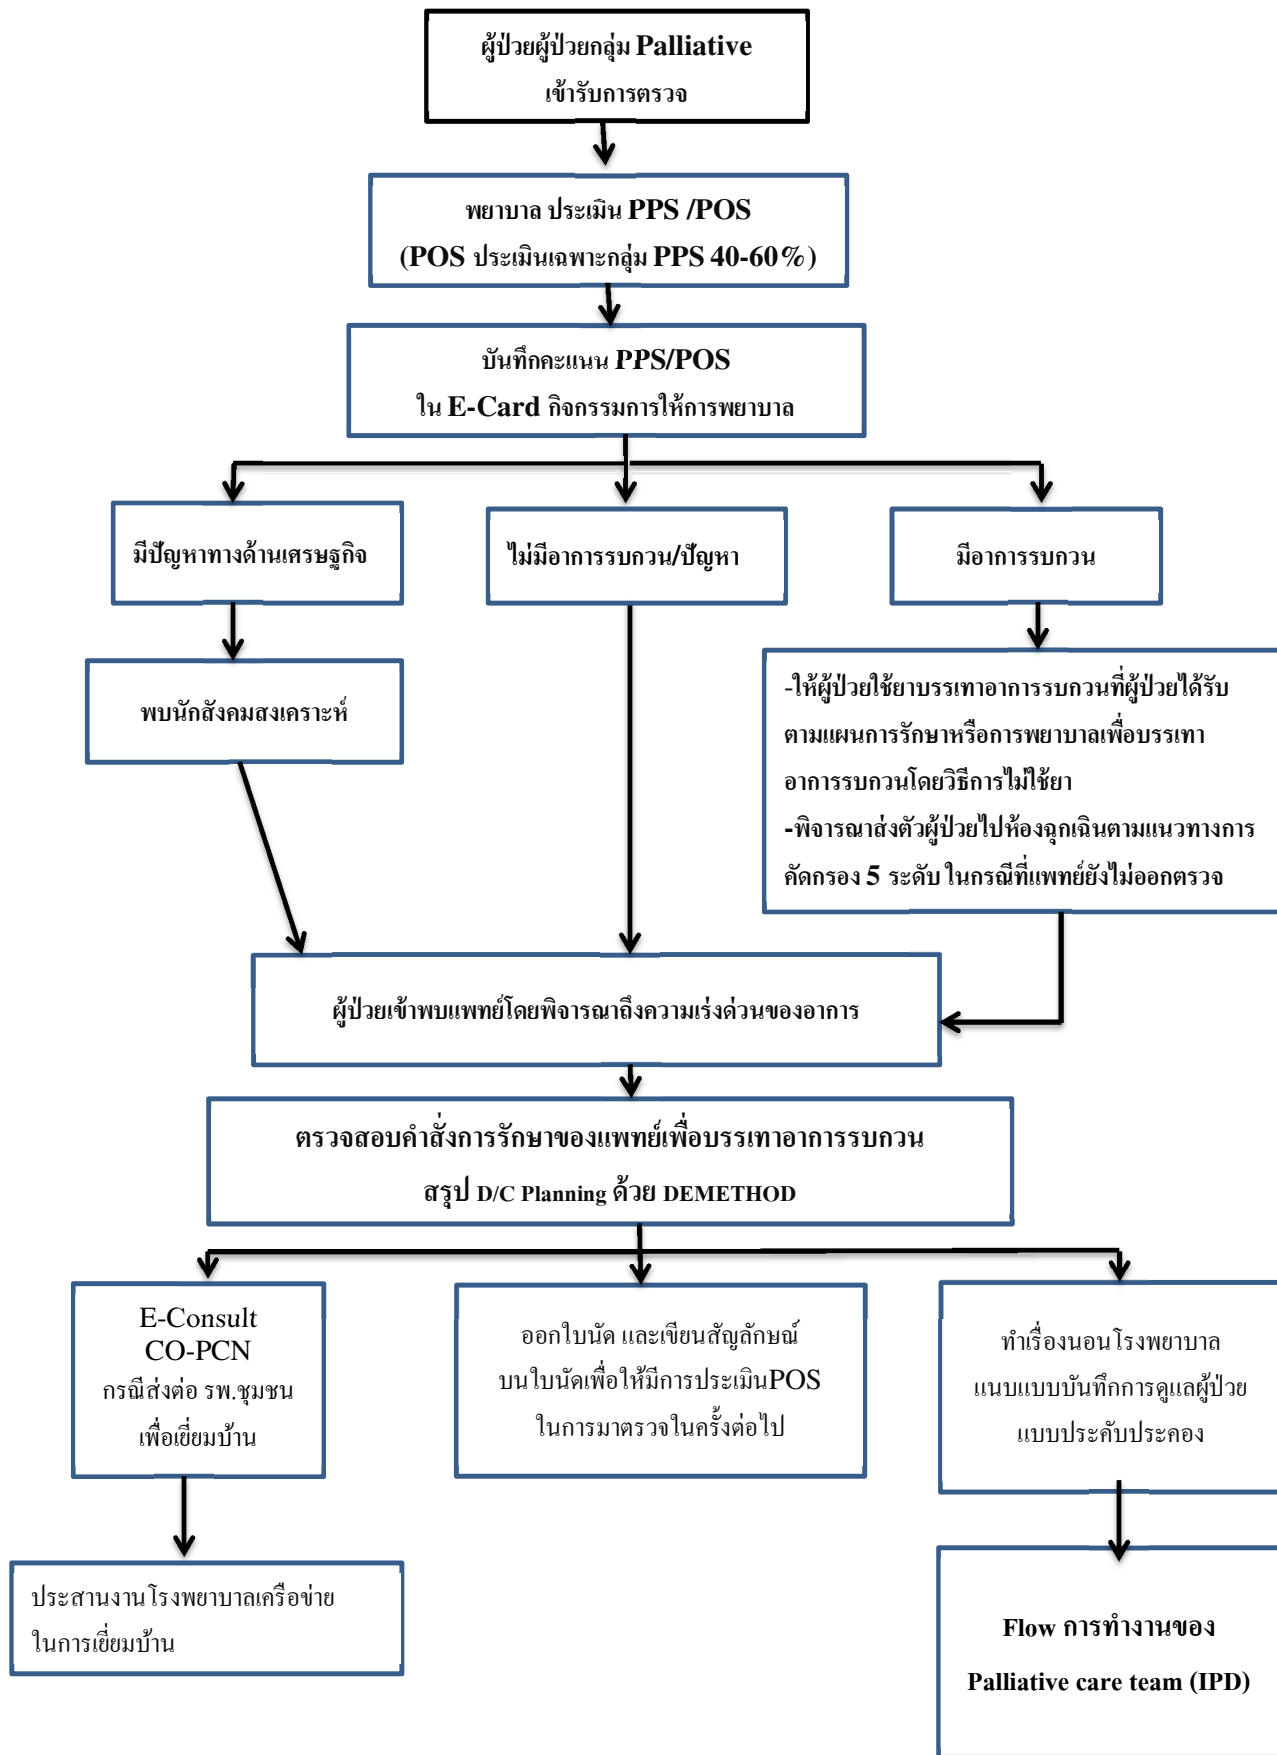 ผู้ป่วยผู้ป่วยกลุ่ม Palliative
เข้ารับการตรวจ
พยาบาล ประเมิน PPS /POS
(POS ประเมินเฉพาะกลุ่ม PPS 40-60%)
บันทึกคะแนน PPS/POS
ใน E-Card กิจกรรมการให้การพยาบาล
มีปัญหาทางด้านเศรษฐกิจ
ไม่มีอาการรบกวน/ปัญหา
มีอาการรบกวน
พบนักสังคมสงเคราะห์
-ให้ผู้ป่วยใช้ยาบรรเทาอาการรบกวนที่ผู้ป่วยได้รับ
ตามแผนการรักษาหรือการพยาบาลเพื่อบรรเทา
อาการรบกวนโดยวิธีการไม่ใช้ยา
-พิจารณาส่งตัวผู้ป่วยไปห้องฉุกเฉินตามแนวทางการ
คัดกรอง 5 ระดับ ในกรณีที่แพทย์ยังไม่ออกตรวจ
ผู้ป่วยเข้าพบแพทย์โดยพิจารณาถึงความเร่งด่วนของอาการ
ตรวจสอบคำสั่งการรักษาของแพทย์เพื่อบรรเทาอาการรบกวน
สรุป D/C Planning ด้วย DEMETHOD
E-Consult
CO-PCN
กรณีส่งต่อ รพ.ชุมชน
เพื่อเยี่ยมบ้าน
ออกใบนัด และเขียนสัญลักษณ์
บนใบนัดเพื่อให้มีการประเมินPOS
ในการมาตรวจในครั้งต่อไป
ทำเรื่องนอนโรงพยาบาล
แนบแบบบันทึกการดูแลผู้ป่วย
แบบประคับประคอง
ประสานงานโรงพยาบาลเครือข่าย
ในการเยี่ยมบ้าน
Flow การทำงานของ
Palliative care team (IPD)